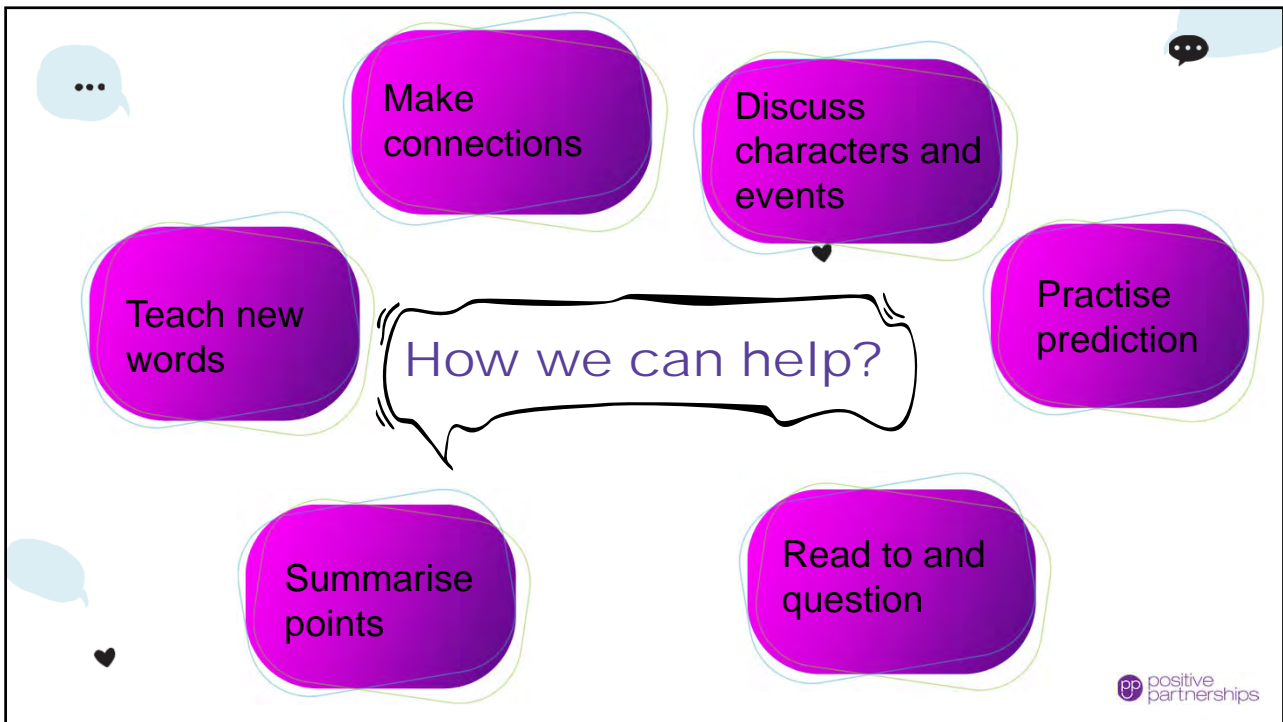 Make
connections
Discuss
characters and
events
Teach new
words
How we can help?
Practise
prediction
Summarise
points
Read to and
question
pp positive
partnerships